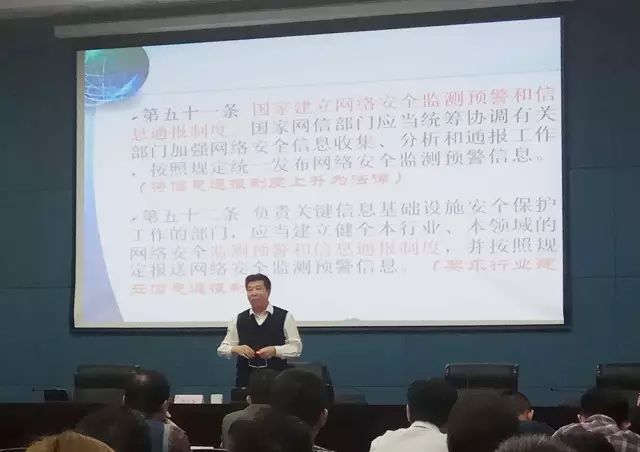 第五十一条 国家建立网络安全监测预警和信
息通报制度。国家网信部门应当统筹协调有关
部门加强网络安全信息收集、分析和通报工作
，按照规定统一发布网络安全监测预警信息。
（将信息通报制度上升为法律）
第五十二条 负责关键信息基础设施安全保护
工作的部门，应当建立健全本行业、本领域的
网络安全监测预警和信息通报制度，并按照规
定报送网络安全监测预警信息。（要求行业建
立信息通报制